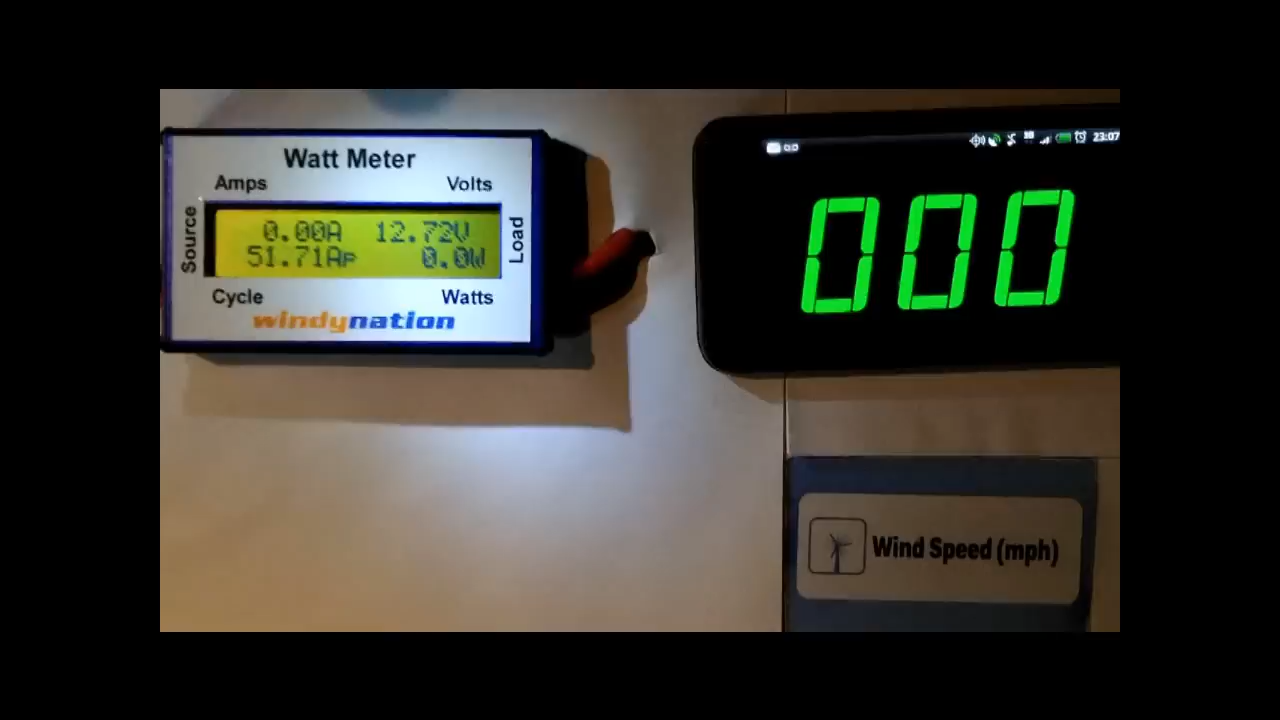 Watt Meter
Amps Volts
Source
0.00A 12.72V
51.71AP 0.0W
Load
Cycle Watts
windynation
23:07
000
Wind Speed (mph)